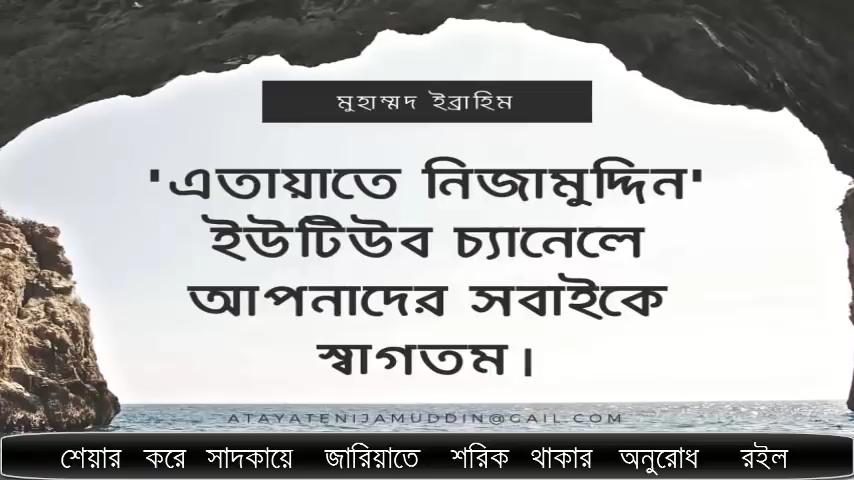 মুহাম্মদ ইব্রাহিম
'এতায়াতে নিজামুদ্দিন'
ইউটিউব চ্যানেলে
আপনাদের সবাইকে
স্বাগতম।
ATAYATENIJAMUDDIN@GAIL.COM
শেয়ার করে সাদকায়ে জারিয়াতে শরিক থাকার অনুরোধ রইল